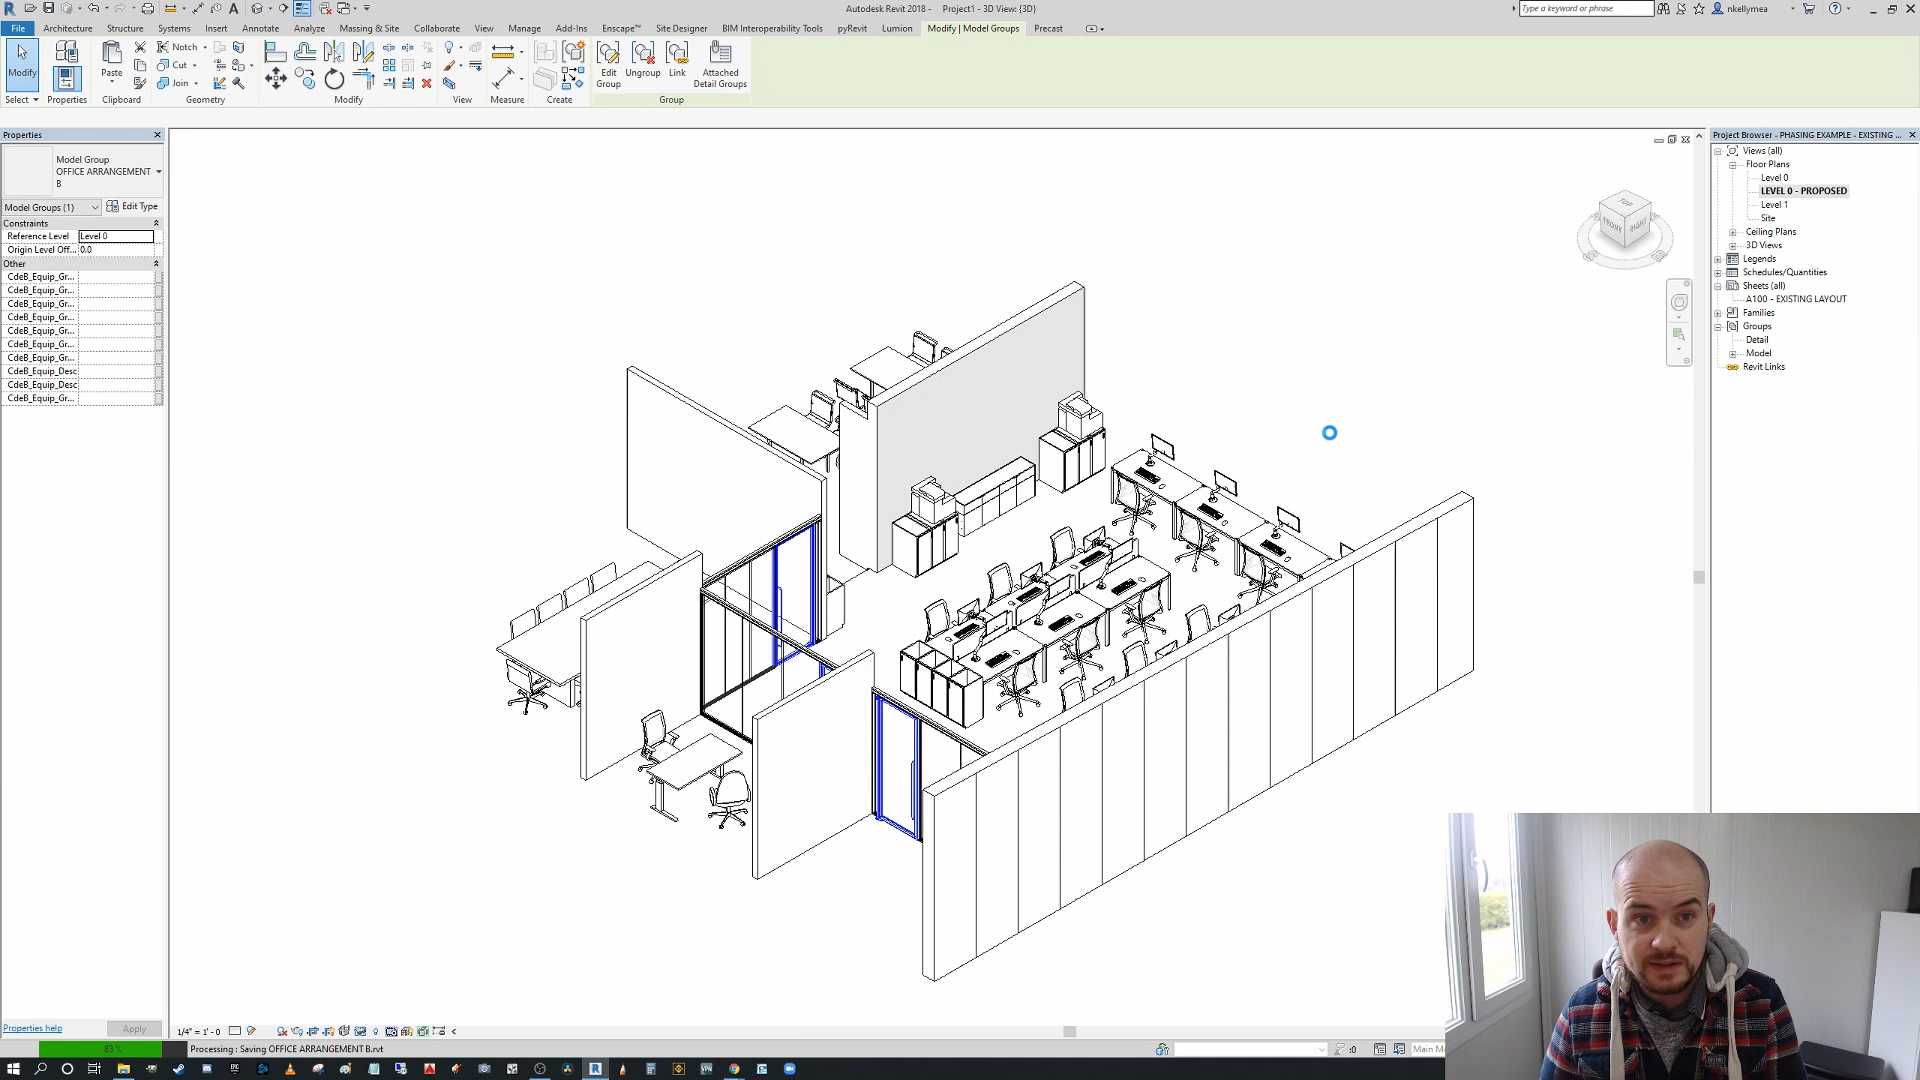 Autodesk Revit 2018 - Project1 - 3D View: {3D}
Type a keyword or phrase
nkellymea
File Architecture Structure Systems Insert Annotate Analyze Massing & Site Collaborate View Manage Add-Ins Enscape™ Site Designer BIM Interoperability Tools pyRevit Lumion Modify | Model Groups Precast
Modify
Paste
Notch
Cut
Join
Edit Group
Ungroup
Link
Attached Detail Groups
Select Properties Clipboard Geometry Modify View Measure Create Group
Properties
Model Group
OFFICE ARRANGEMENT
B
Model Groups (1)
Edit Type
Constraints
Reference Level Level 0
Origin Level Off... 0.0
Other
CdeB_Equip_Gr...
CdeB_Equip_Gr...
CdeB_Equip_Gr...
CdeB_Equip_Gr...
CdeB_Equip_Gr...
CdeB_Equip_Gr...
CdeB_Equip_Gr...
CdeB_Equip_Desc
CdeB_Equip_Desc
CdeB_Equip_Gr...
Properties help
Apply
TOP
FRONT
RIGHT
Project Browser - PHASING EXAMPLE - EXISTING ...
Views (all)
Floor Plans
Level 0
LEVEL 0 - PROPOSED
Level 1
Site
Ceiling Plans
3D Views
Legends
Schedules/Quantities
Sheets (all)
A100 - EXISTING LAYOUT
Families
Groups
Detail
Model
Revit Links
1/4" = 1'-0
83 %
Processing : Saving OFFICE ARRANGEMENT B.rvt
:0
Main M